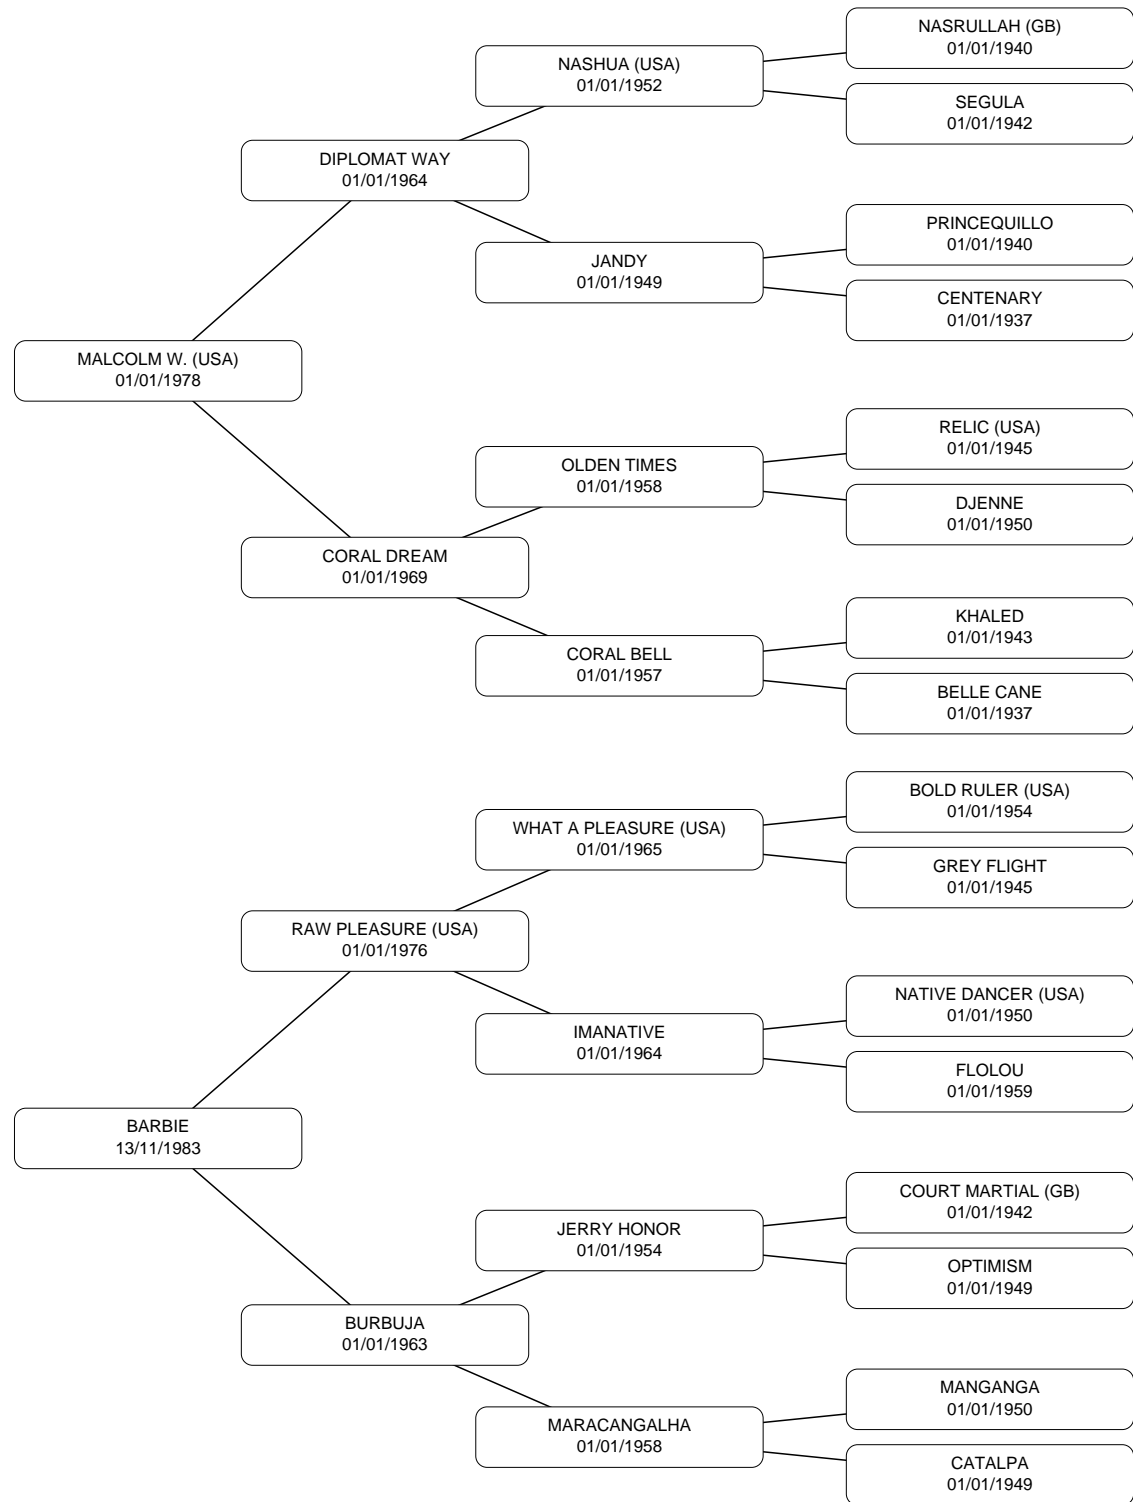 NASRULLAH (GB)
01/01/1940
NASHUA (USA)
01/01/1952
SEGULA
01/01/1942
DIPLOMAT WAY
01/01/1964
PRINCEQUILLO
01/01/1940
JANDY
01/01/1949
CENTENARY
01/01/1937
MALCOLM W. (USA)
01/01/1978
RELIC (USA)
01/01/1945
OLDEN TIMES
01/01/1958
DJENNE
01/01/1950
CORAL DREAM
01/01/1969
KHALED
01/01/1943
CORAL BELL
01/01/1957
BELLE CANE
01/01/1937
BOLD RULER (USA)
01/01/1954
WHAT A PLEASURE (USA)
01/01/1965
GREY FLIGHT
01/01/1945
RAW PLEASURE (USA)
01/01/1976
NATIVE DANCER (USA)
01/01/1950
IMANATIVE
01/01/1964
FLOLOU
01/01/1959
BARBIE
13/11/1983
COURT MARTIAL (GB)
01/01/1942
JERRY HONOR
01/01/1954
OPTIMISM
01/01/1949
BURBUJA
01/01/1963
MANGANGA
01/01/1950
MARACANGALHA
01/01/1958
CATALPA
01/01/1949